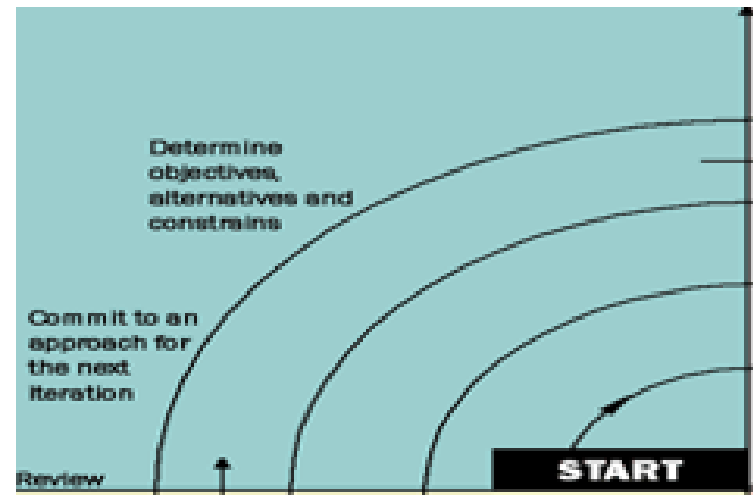 Determine
objectives,
alternatives and
constrains
Commit to an
approach for
the next
Iteration
Review
START